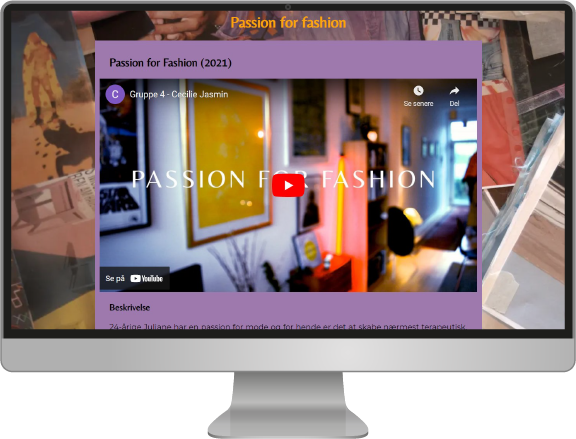 Passion for fashion
Passion for Fashion (2021)
C
Gruppe 4 - Cecilie Jasmin
Se senere
Del
PASSION FOR FASHION
Se på YouTube
Beskrivelse
24-årige Juliane har en passion for mode og for hende er det at skabe nærmest terapeutisk